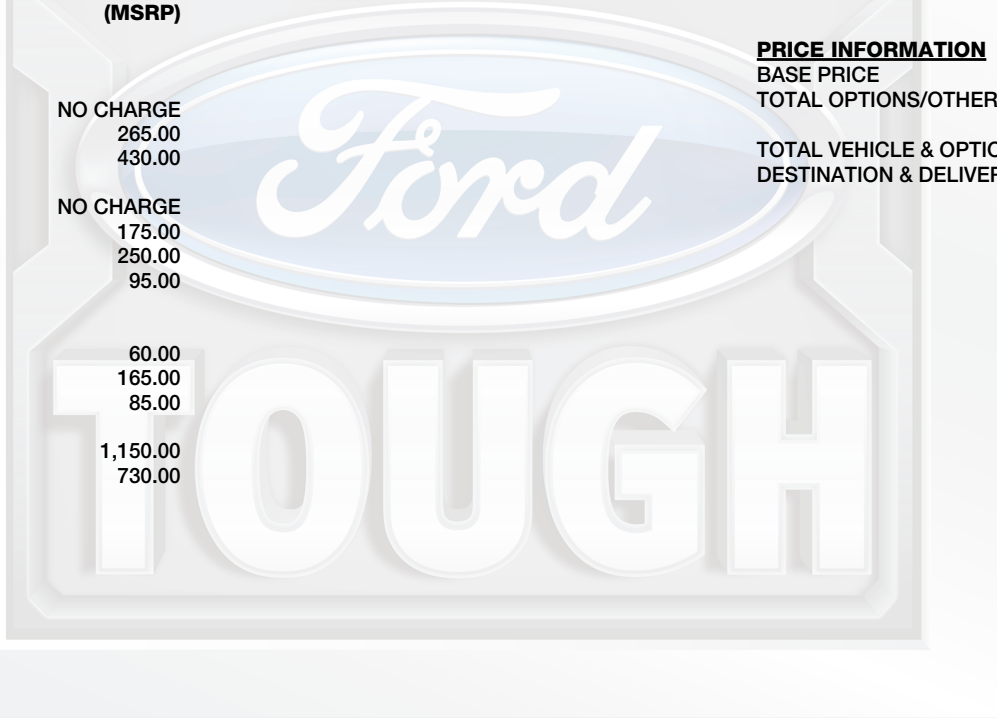 (MSRP)
NO CHARGE
265.00
430.00
NO CHARGE
175.00
250.00
95.00
60.00
165.00
85.00
1,150.00
730.00
PRICE INFORMATION
BASE PRICE
TOTAL OPTIONS/OTHER
TOTAL VEHICLE &
DESTINATION &
Ford
TOUGH